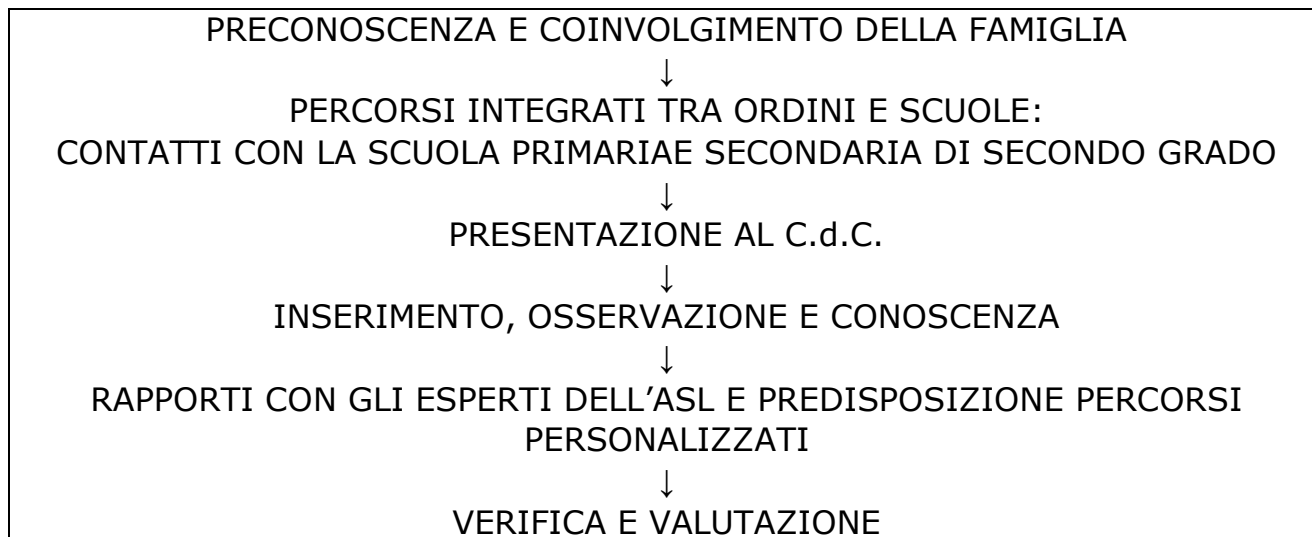 PRECONOSCENZA E COINVOLGIMENTO DELLA FAMIGLIA
↓
PERCORSI INTEGRATI TRA ORDINI E SCUOLE:
CONTATTI CON LA SCUOLA PRIMARIAE SECONDARIA DI SECONDO GRADO
↓
PRESENTAZIONE AL C.d.C.
↓
INSERIMENTO, OSSERVAZIONE E CONOSCENZA
↓
RAPPORTI CON GLI ESPERTI DELL’ASL E PREDISPOSIZIONE PERCORSI
PERSONALIZZATI
↓
VERIFICA E VALUTAZIONE